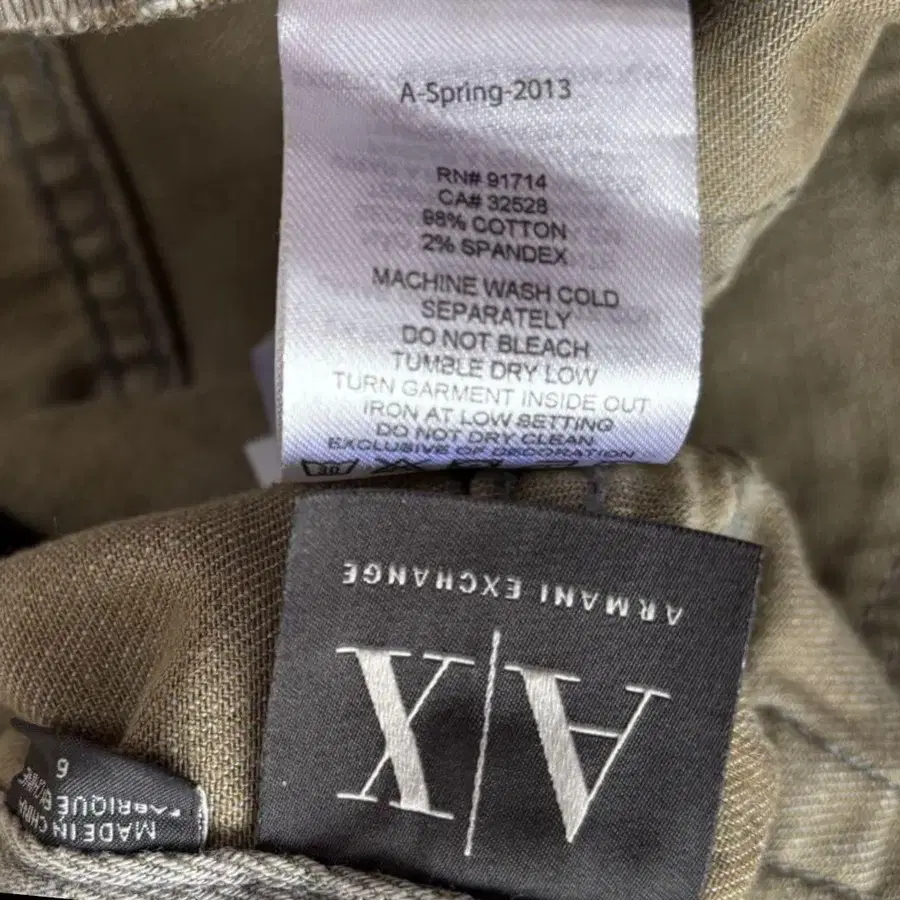 A-Spring-2013
RN# 91714
CA# 32528
98% COTTON
2% SPANDEX
MACHINE WASH COLD
SEPARATELY
DO NOT BLEACH
TUMBLE DRY LOW
TURN GARMENT INSIDE OUT
IRON AT LOW SETTING
DO NOT DRY CLEAN
EXCLUSIVE OF DECORATION
30
A|X
ARMANI EXCHANGE
MADE IN CHINA
FABRIQUÉ EN CHINE
6